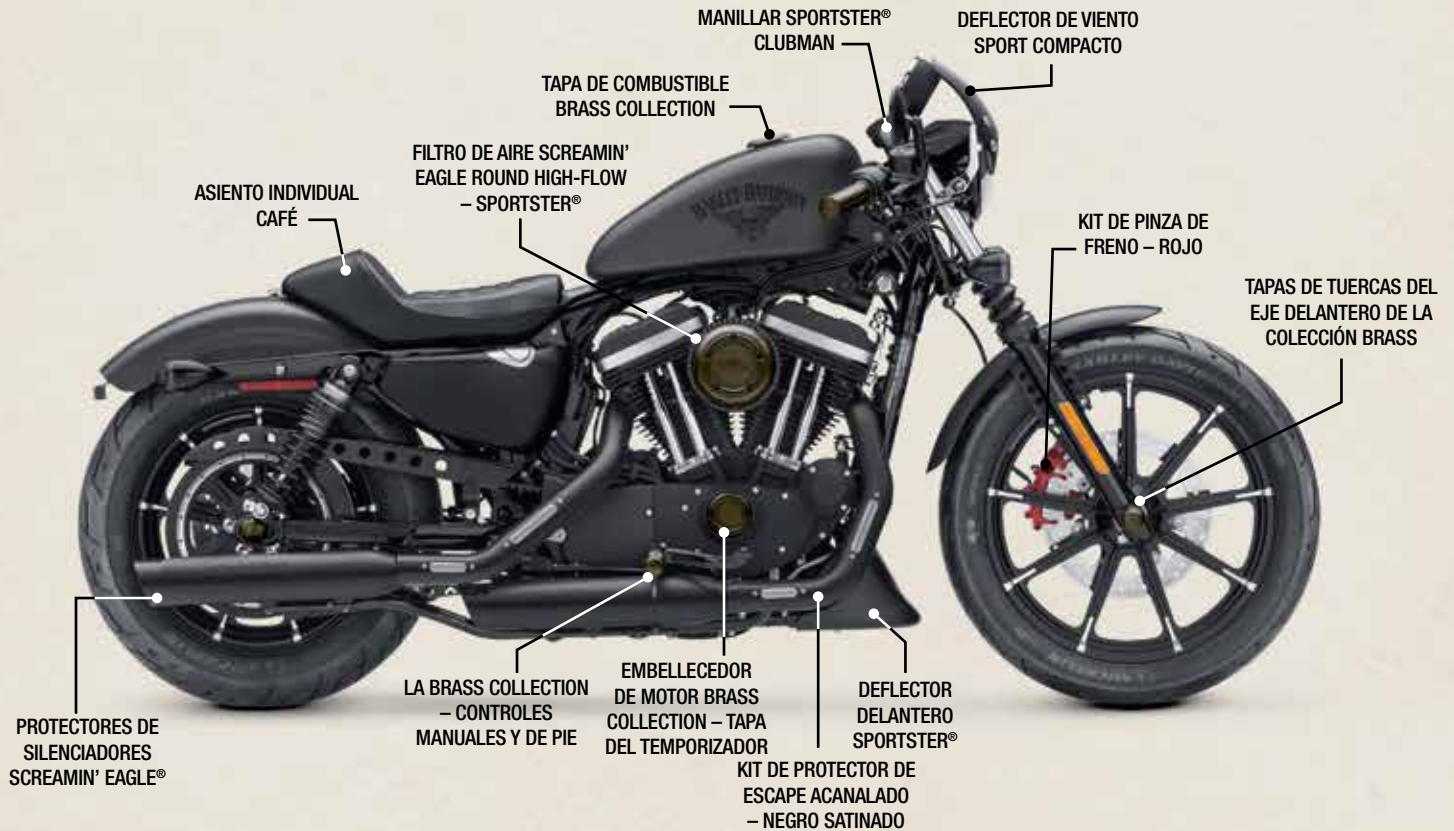 MANILLAR SPORTSTER®
CLUBMAN
DEFLECTOR DE VIENTO
SPORT COMPACTO
TAPA DE COMBUSTIBLE
BRASS COLLECTION
FILTRO DE AIRE SCREAMIN'
EAGLE ROUND HIGH-FLOW
– SPORTSTER®
ASIENTO INDIVIDUAL
CAFÉ
HARLEY-DAVIDSON
KIT DE PINZA DE
FRENO – ROJO
TAPAS DE TUERCAS DEL
EJE DELANTERO DE LA
COLECCIÓN BRASS
PROTECTORES DE
SILENCIADORES
SCREAMIN' EAGLE®
LA BRASS COLLECTION
– CONTROLES
MANUALES Y DE PIE
EMBELLECEDOR
DE MOTOR BRASS
COLLECTION – TAPA
DEL TEMPORIZADOR
KIT DE PROTECTOR DE
ESCAPE ACANALADO
– NEGRO SATINADO
DEFLECTOR
DELANTERO
SPORTSTER®